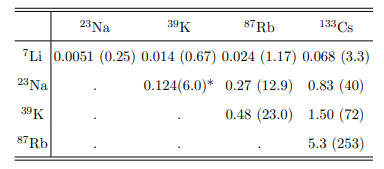 ²³Na ³⁹K ⁸⁷Rb ¹³³Cs
⁷Li 0.0051 (0.25) 0.014 (0.67) 0.024 (1.17) 0.068 (3.3)
²³Na . 0.124(6.0)* 0.27 (12.9) 0.83 (40)
³⁹K . . 0.48 (23.0) 1.50 (72)
⁸⁷Rb . . . 5.3 (253)